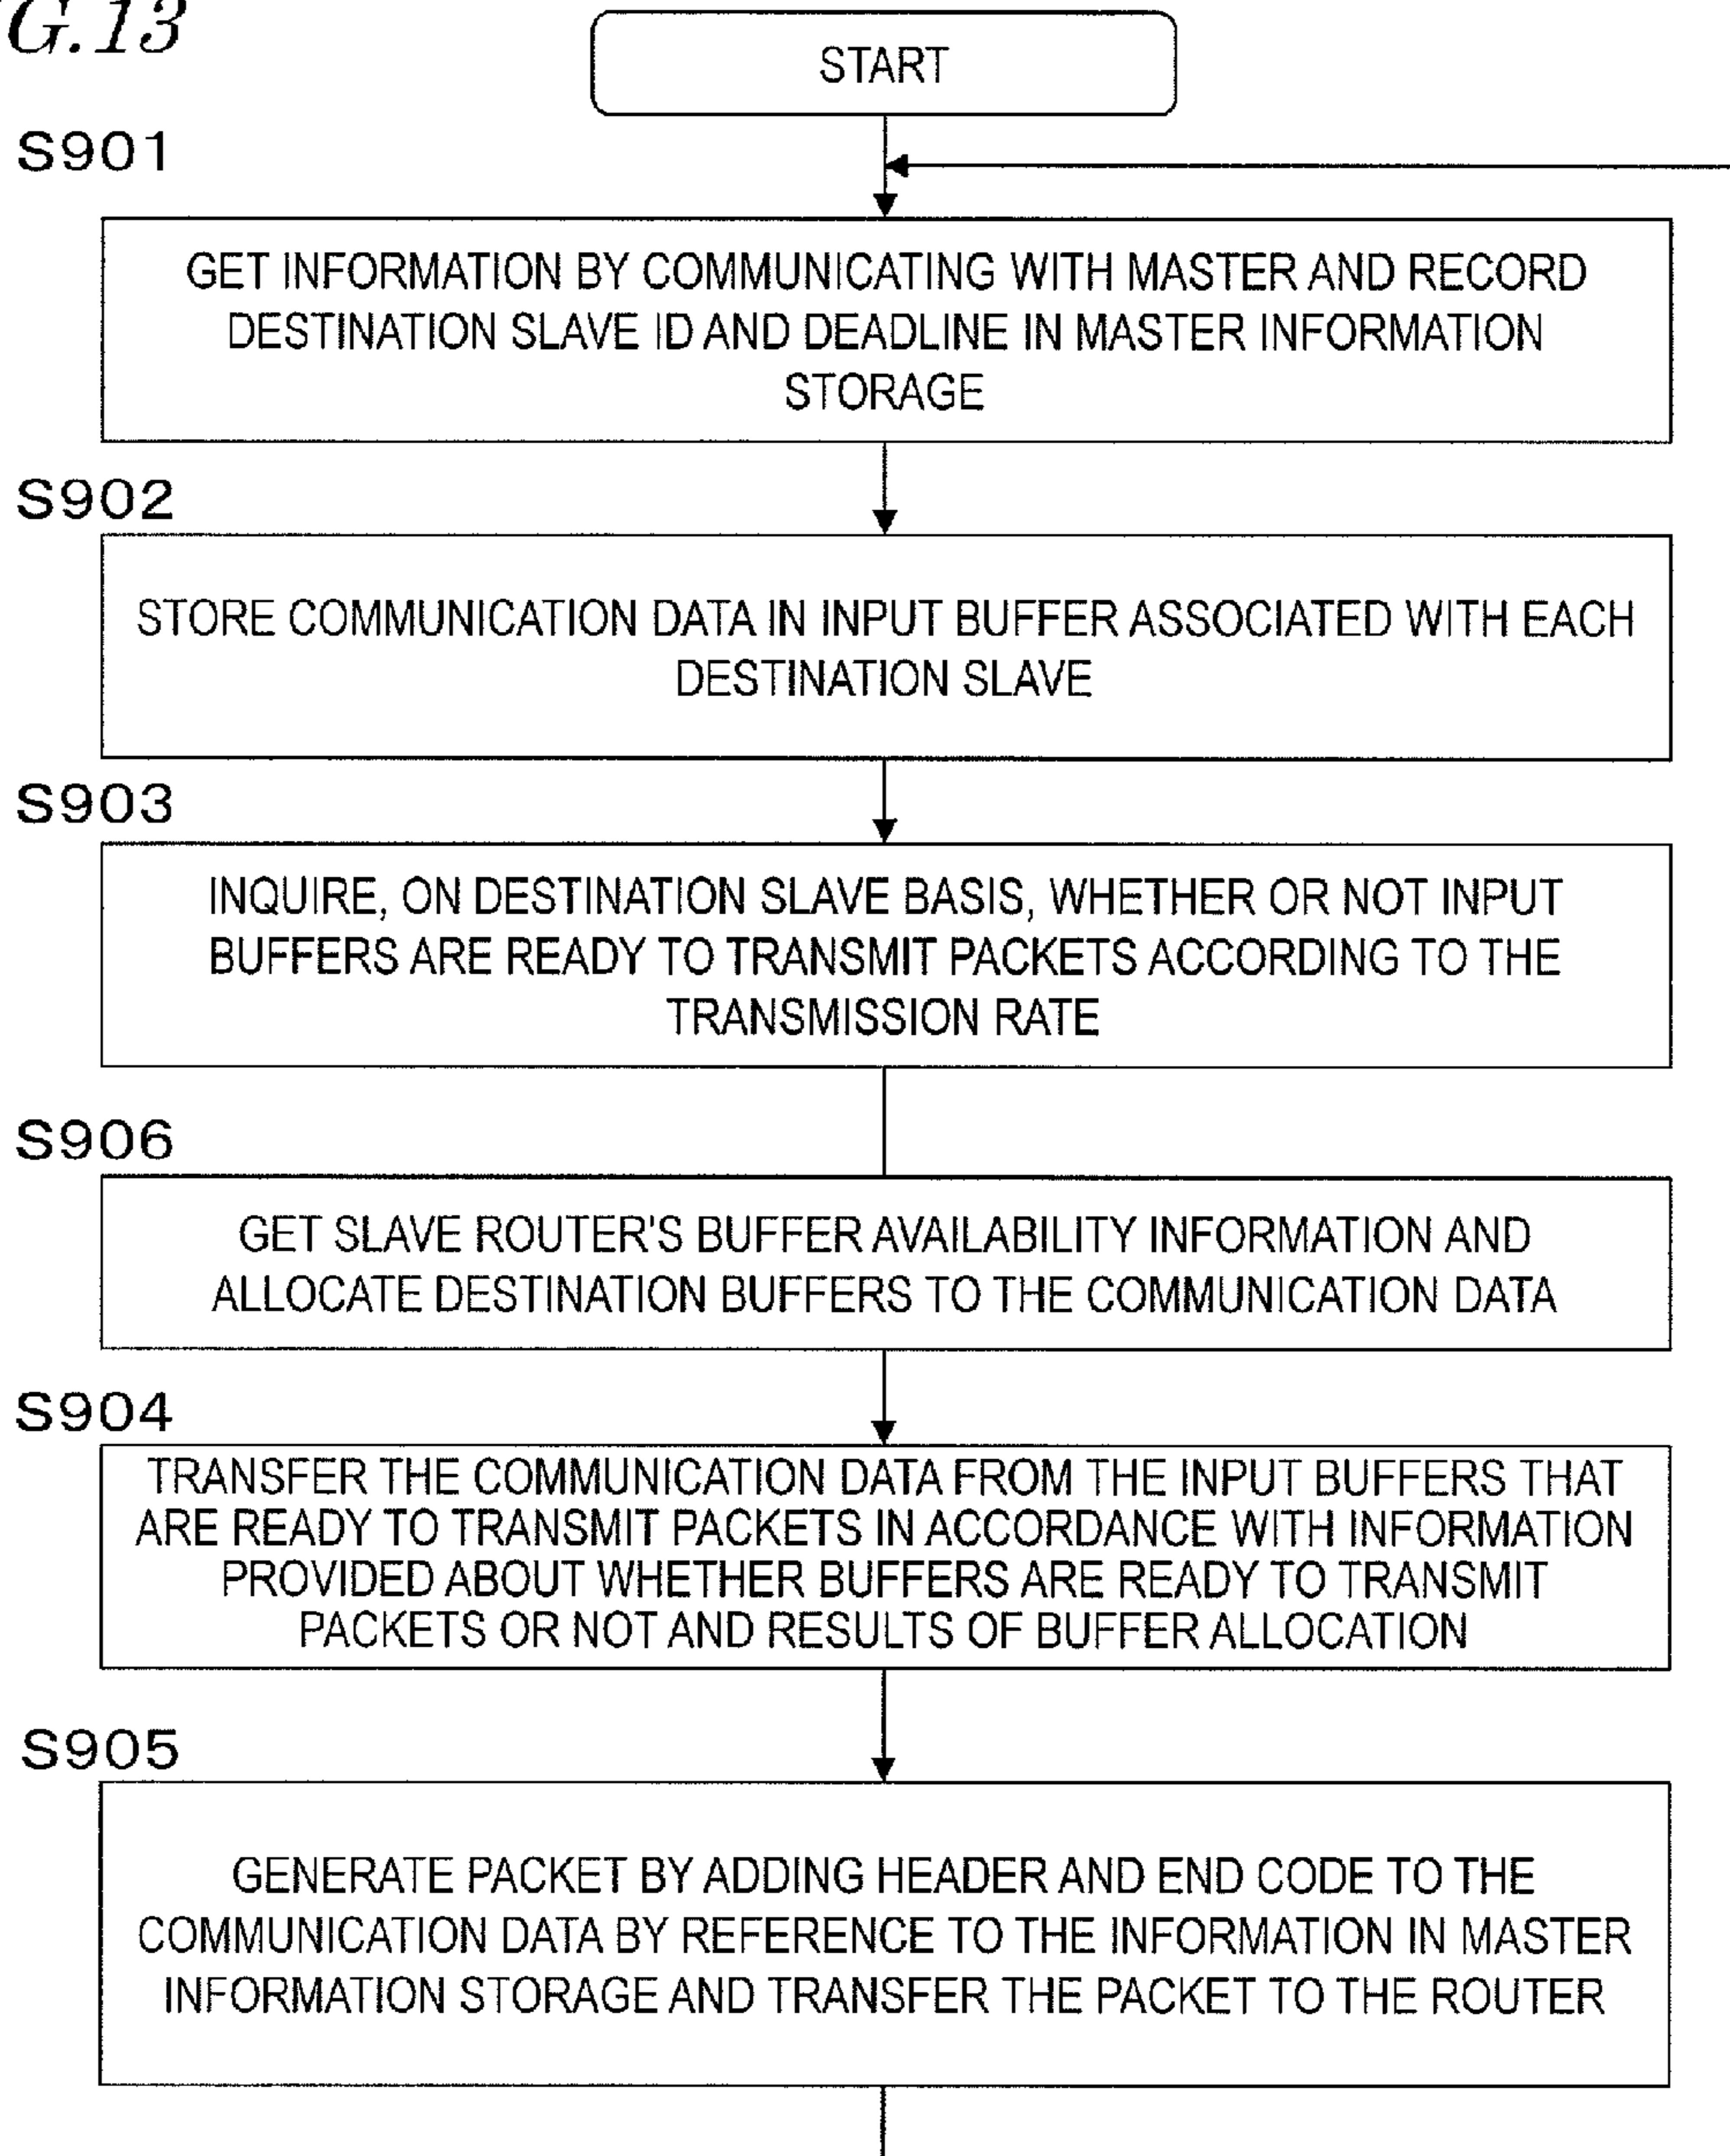 G.13
START
S901
GET INFORMATION BY COMMUNICATING WITH MASTER AND RECORD
DESTINATION SLAVE ID AND DEADLINE IN MASTER INFORMATION
STORAGE
S902
STORE COMMUNICATION DATA IN INPUT BUFFER ASSOCIATED WITH EACH
DESTINATION SLAVE
S903
INQUIRE, ON DESTINATION SLAVE BASIS, WHETHER OR NOT INPUT
BUFFERS ARE READY TO TRANSMIT PACKETS ACCORDING TO THE
TRANSMISSION RATE
S906
GET SLAVE ROUTER'S BUFFER AVAILABILITY INFORMATION AND
ALLOCATE DESTINATION BUFFERS TO THE COMMUNICATION DATA
S904
TRANSFER THE COMMUNICATION DATA FROM THE INPUT BUFFERS THAT
ARE READY TO TRANSMIT PACKETS IN ACCORDANCE WITH INFORMATION
PROVIDED ABOUT WHETHER BUFFERS ARE READY TO TRANSMIT
PACKETS OR NOT AND RESULTS OF BUFFER ALLOCATION
S905
GENERATE PACKET BY ADDING HEADER AND END CODE TO THE
COMMUNICATION DATA BY REFERENCE TO THE INFORMATION IN MASTER
INFORMATION STORAGE AND TRANSFER THE PACKET TO THE ROUTER